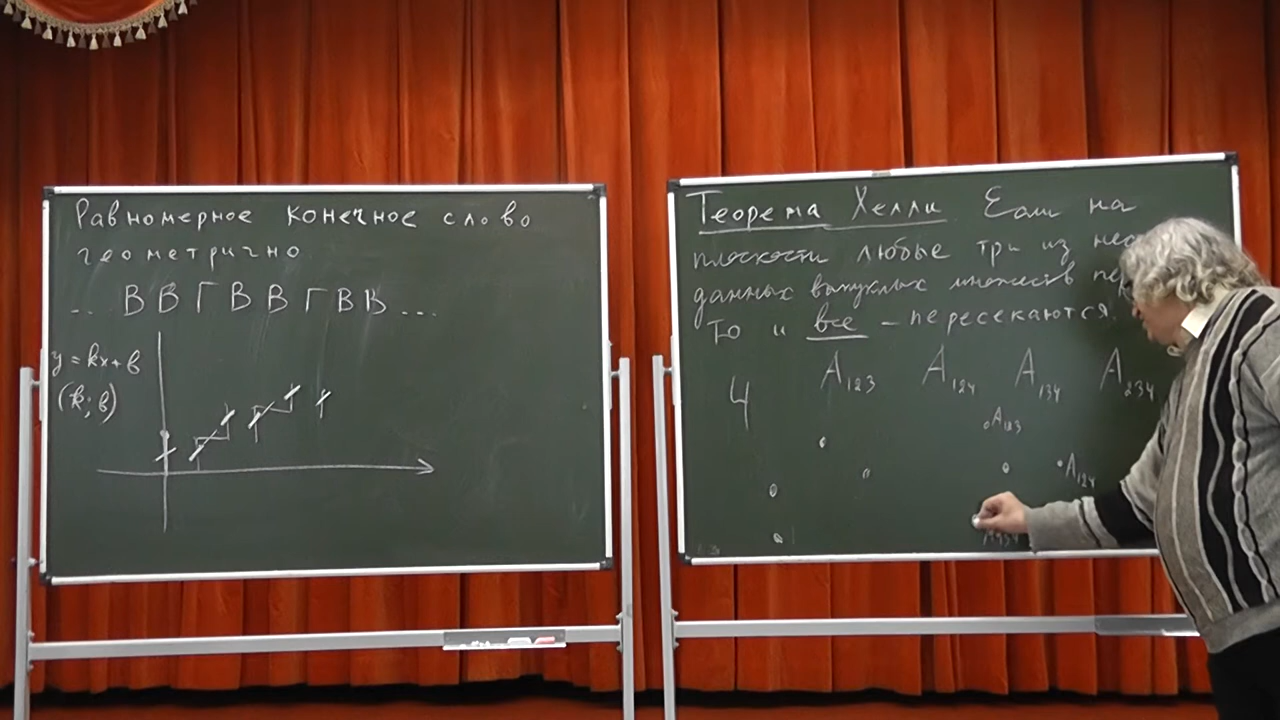 Равномерное конечное слово
геометрично
.. ВВГВВГВВ...
y = kx + b
(k; b)
Теорема Хелли. Если на
плоскости любые три из
данных выпуклых множеств пер
то и все – пересекаются.
4 A₁₂₃ A₁₂₄ A₁₃₄ A₂₃₄
A₁₂₃
A₁₂₄